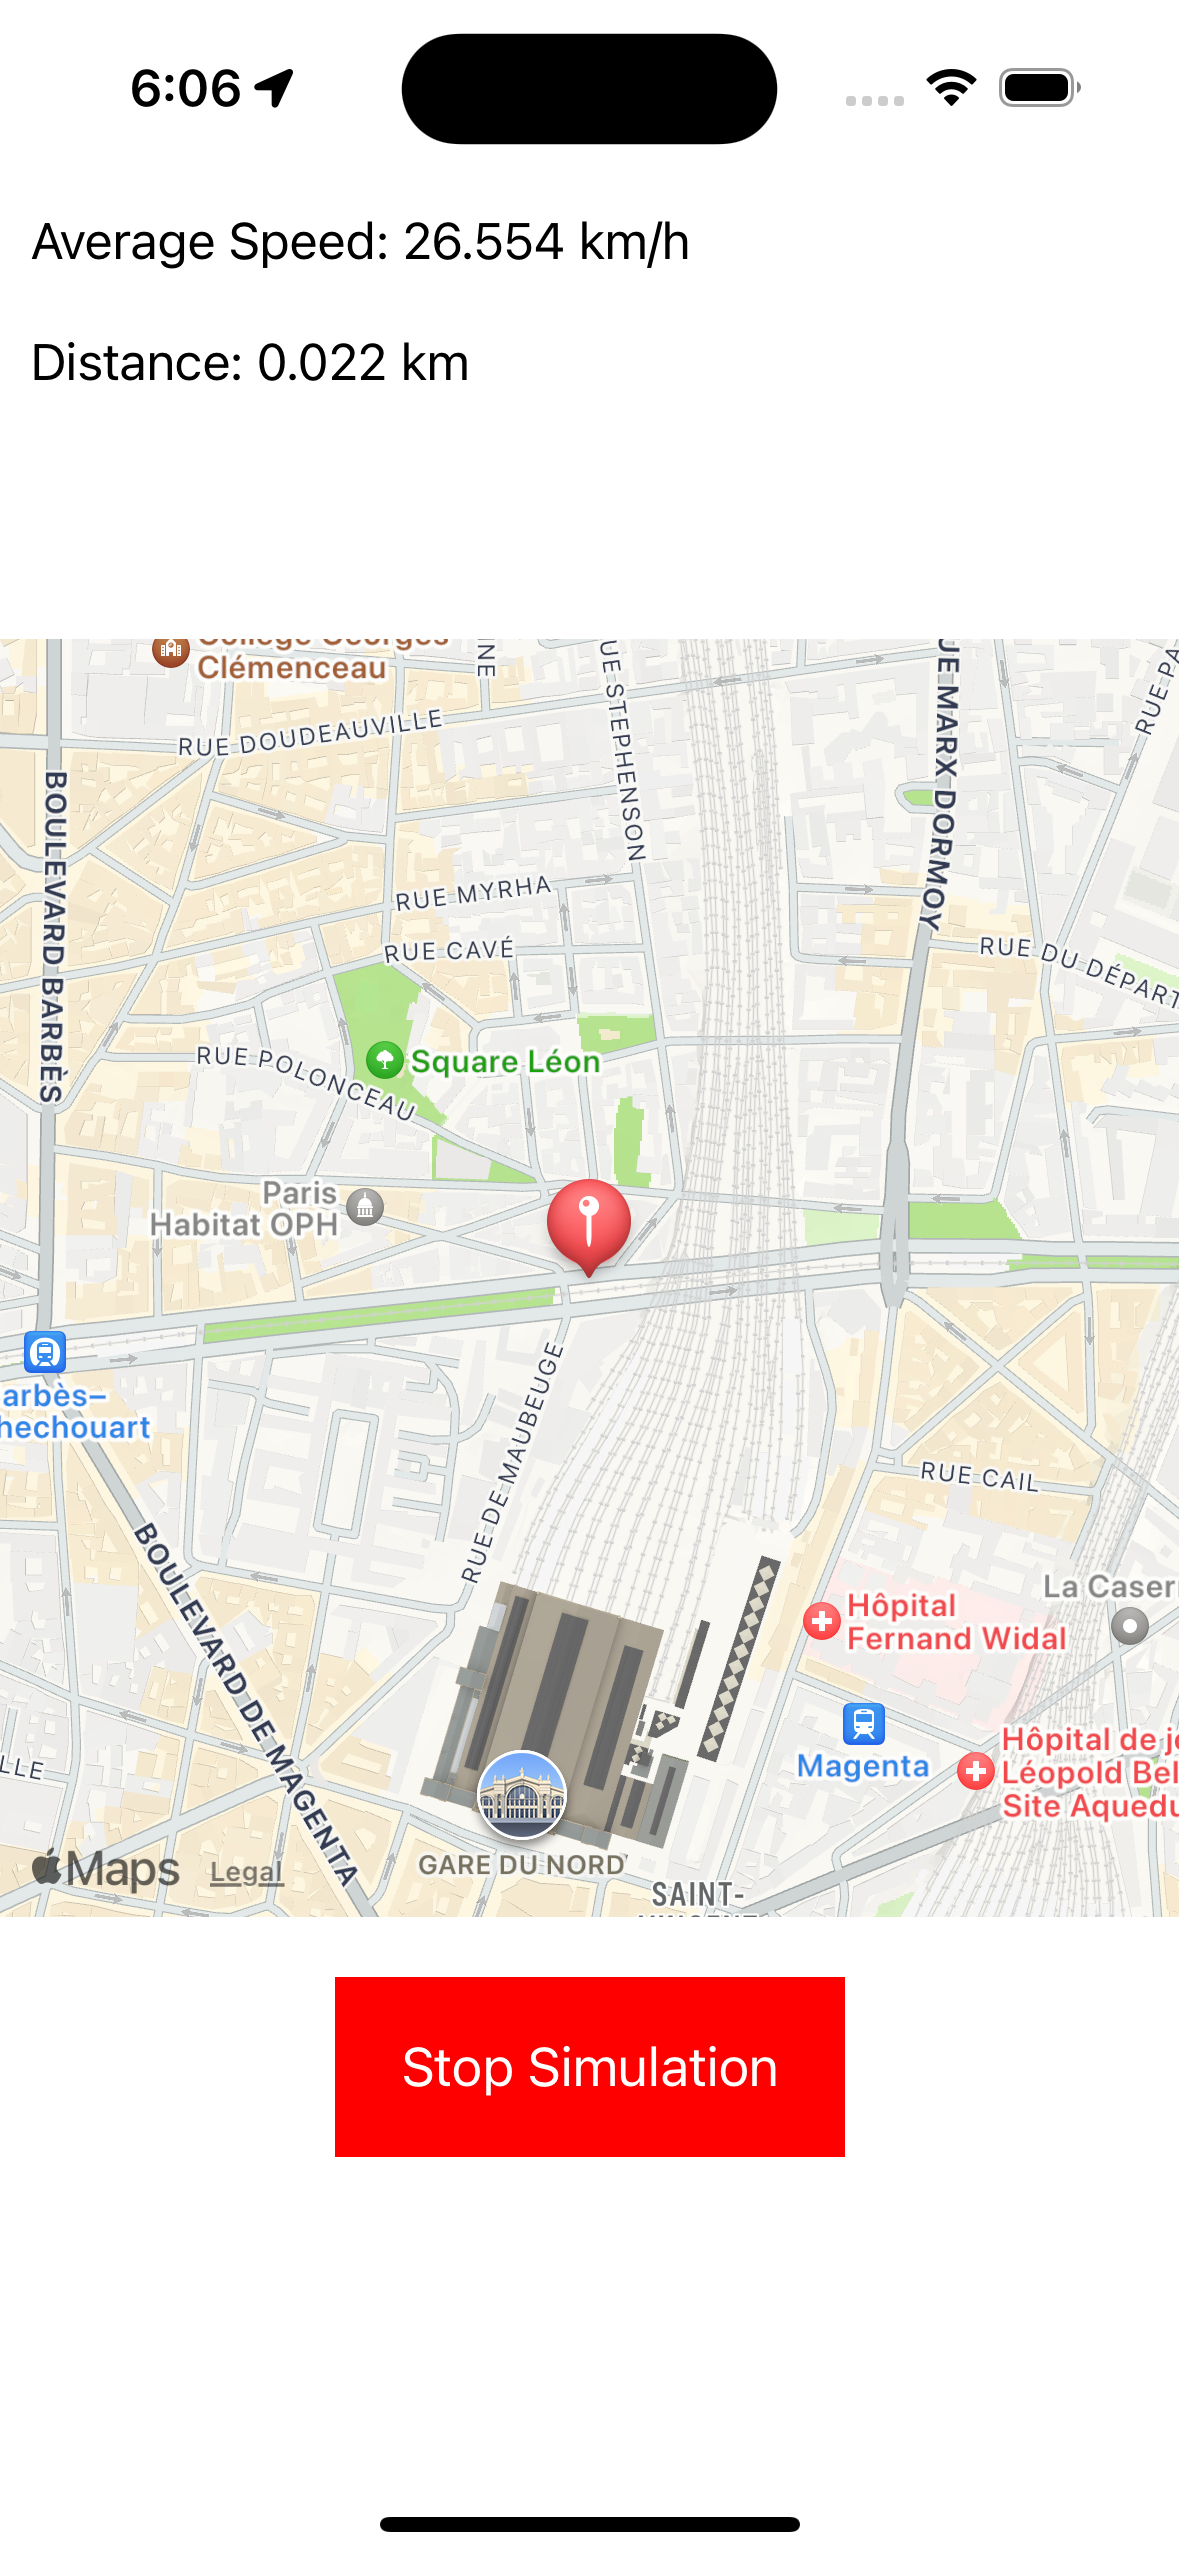 6:06
Average Speed: 26.554 km/h
Distance: 0.022 km
Clémenceau
RUE DOUDEAUVILLE
UE STEPHENSON
UE MARX DORMOY
RUE PA
BOULEVARD BARBÈS
RUE MYRHA
RUE CAVÉ
RUE DU DÉPART
Square Léon
RUE POLONCEAU
Paris
Habitat OPH
arbès–
hechouart
RUE DE MAUBEUGE
RUE CAIL
BOULEVARD DE MAGENTA
La Caser
Hôpital
Fernand Widal
Magenta
Hôpital de j
Léopold Bel
Site Aquedu
LLE
GARE DU NORD
SAINT-
Maps
Legal
Stop Simulation